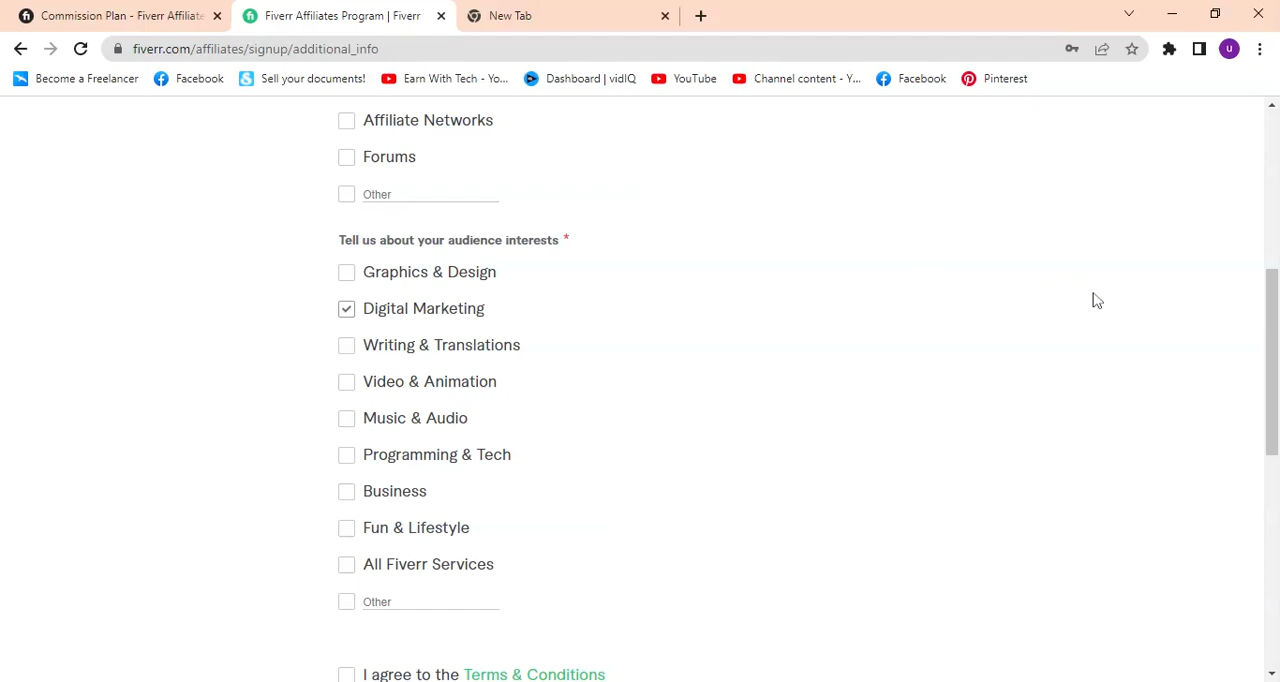 Commission Plan - Fiverr Affiliate
Fiverr Affiliates Program | Fiverr
New Tab
fiverr.com/affiliates/signup/additional_info
U
Become a Freelancer
Facebook
Sell your documents!
Earn With Tech - Yo...
Dashboard | vidIQ
YouTube
Channel content - Y...
Facebook
Pinterest
Affiliate Networks
Forums
Other
Tell us about your audience interests *
Graphics & Design
Digital Marketing
Writing & Translations
Video & Animation
Music & Audio
Programming & Tech
Business
Fun & Lifestyle
All Fiverr Services
Other
I agree to the Terms & Conditions